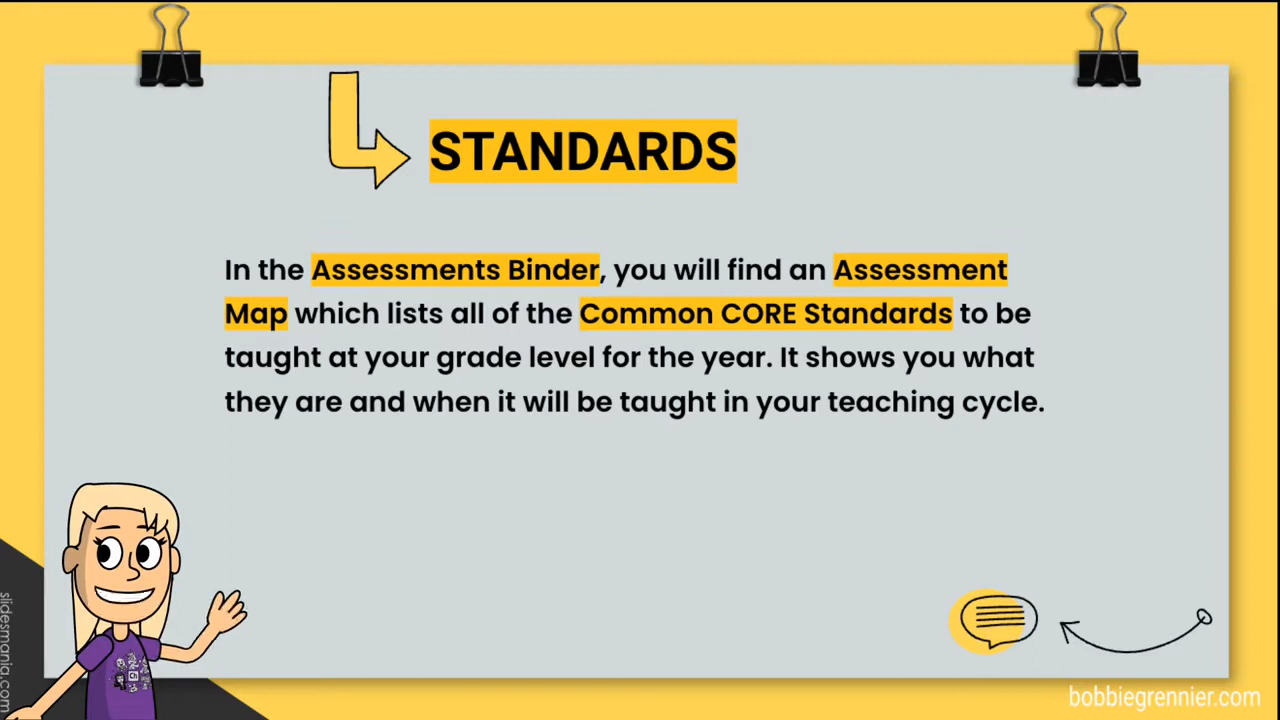 STANDARDS
In the Assessments Binder, you will find an Assessment
Map which lists all of the Common CORE Standards to be
taught at your grade level for the year. It shows you what
they are and when it will be taught in your teaching cycle.
slidesmania.com
bobbiegrennier.com